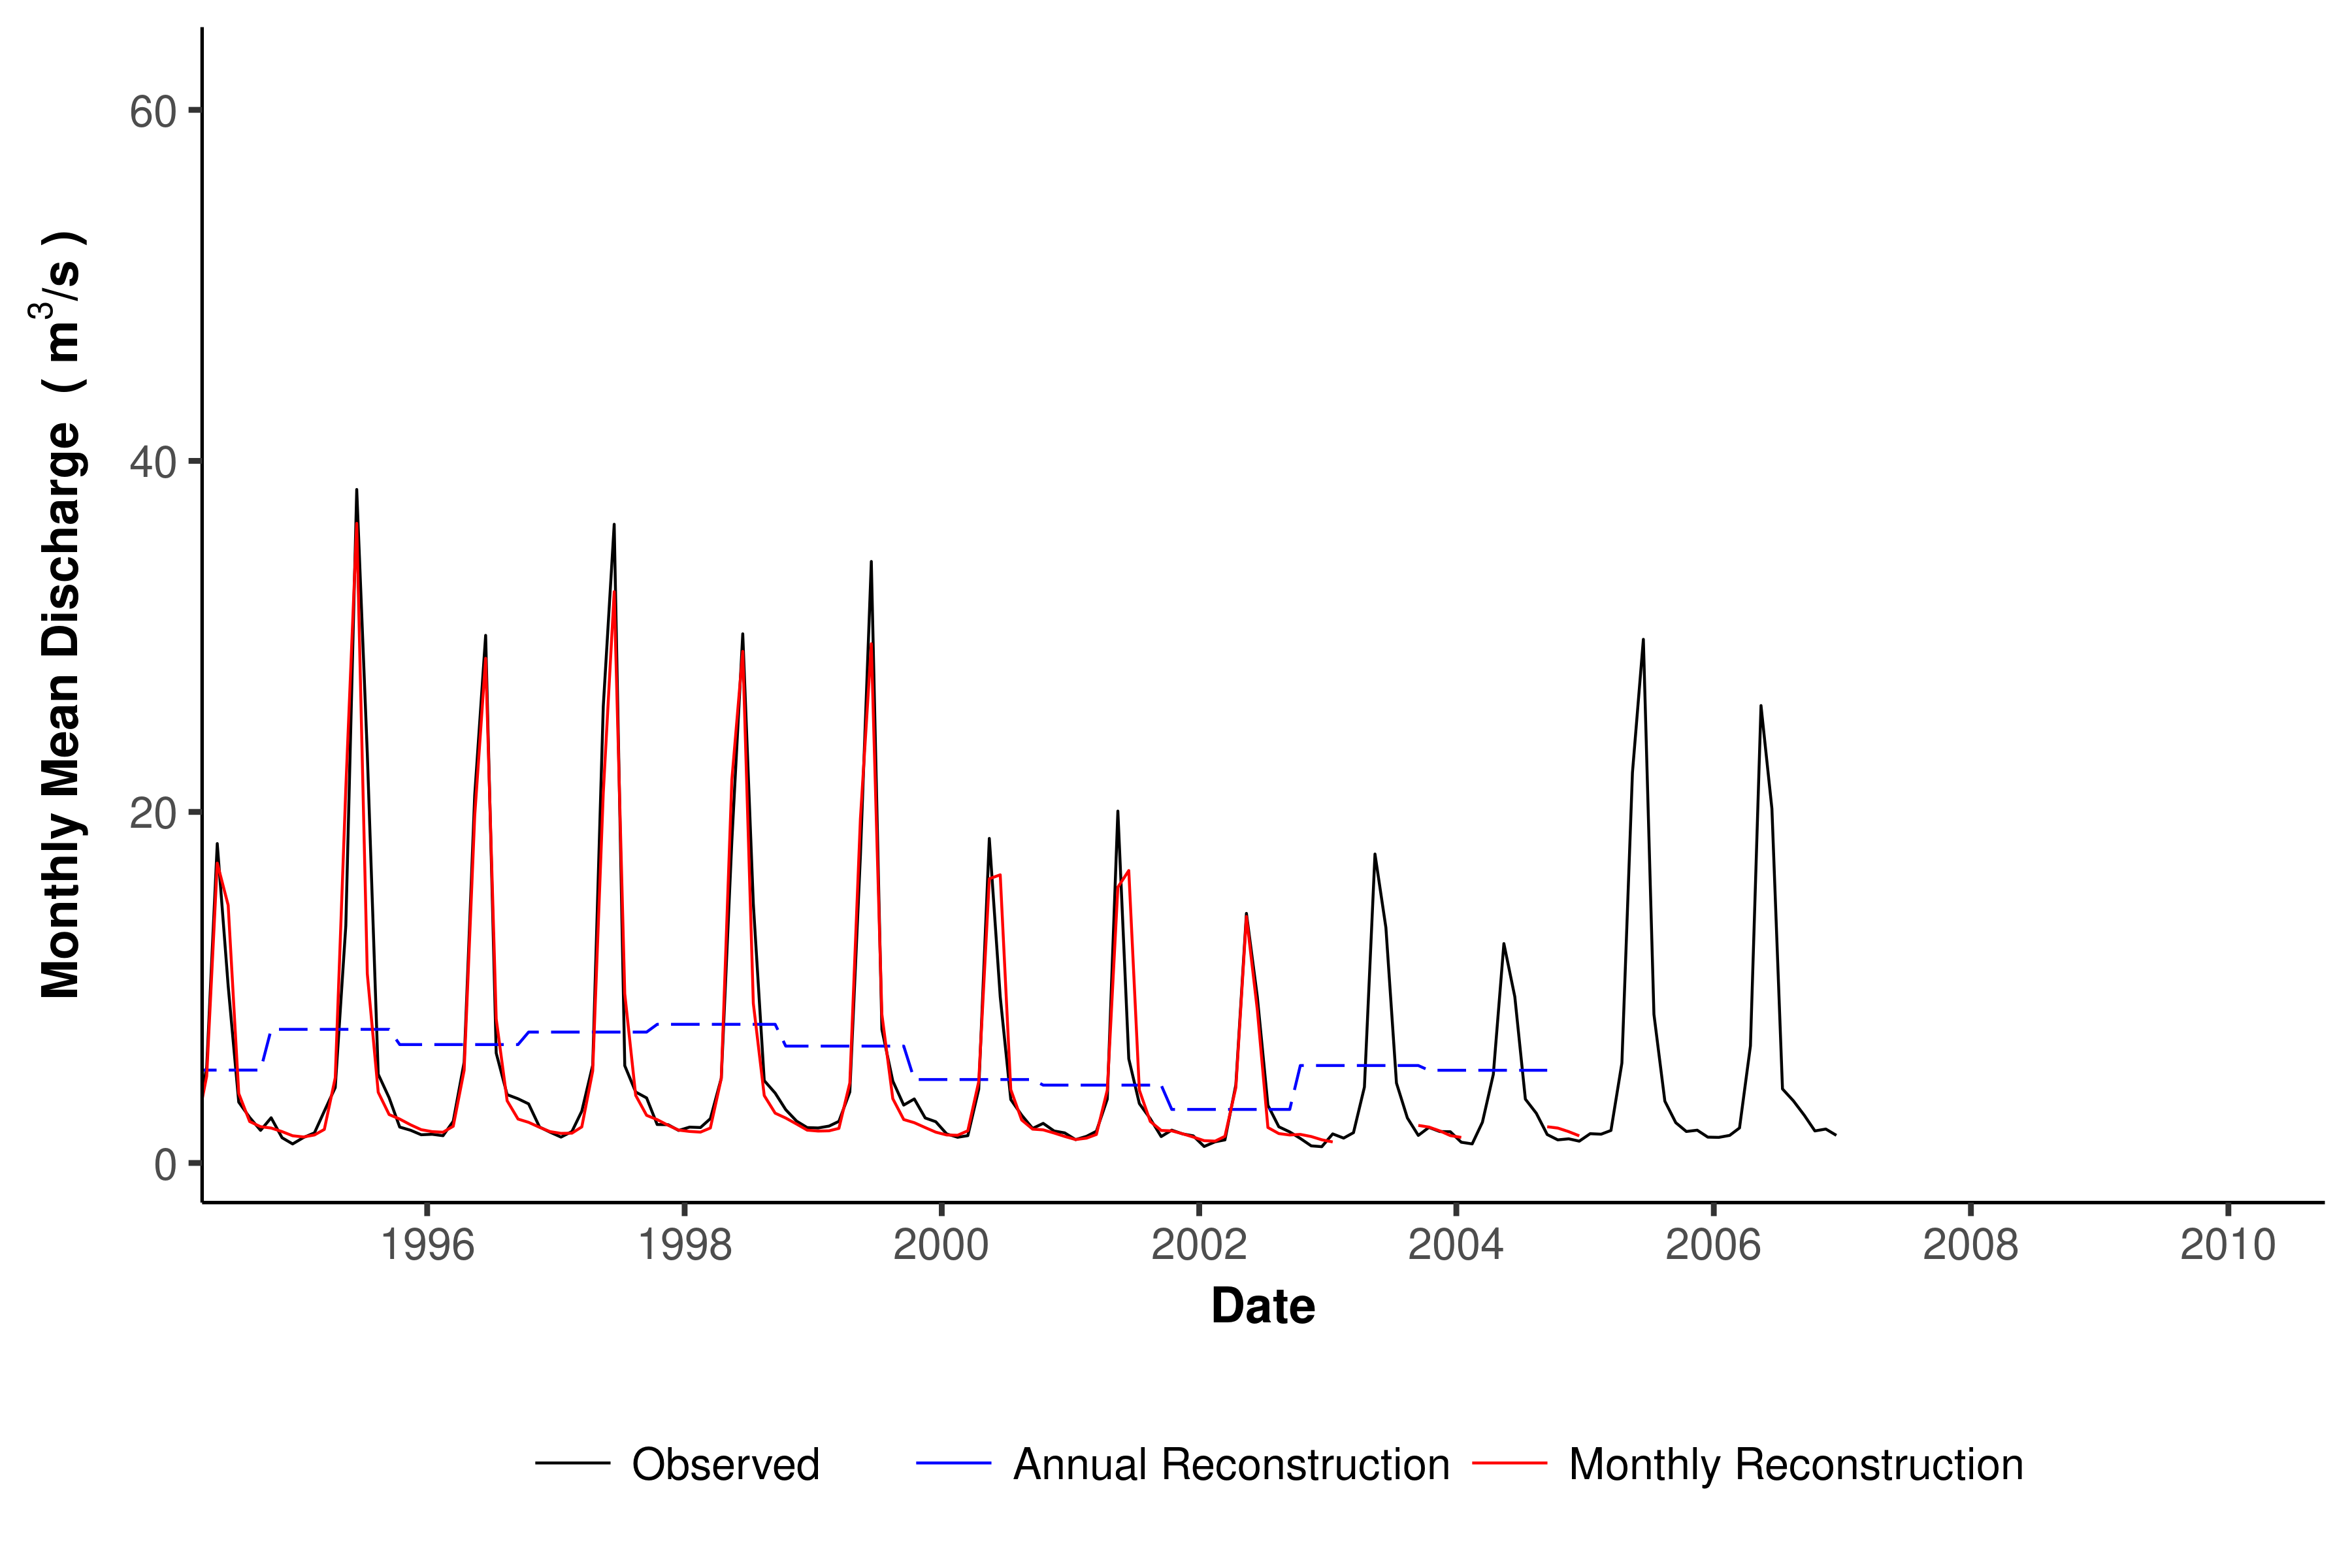 Monthly Mean Discharge ( m³/s )
60
40
20
0
1996 1998 2000 2002 2004 2006 2008 2010
Date
Observed Annual Reconstruction Monthly Reconstruction